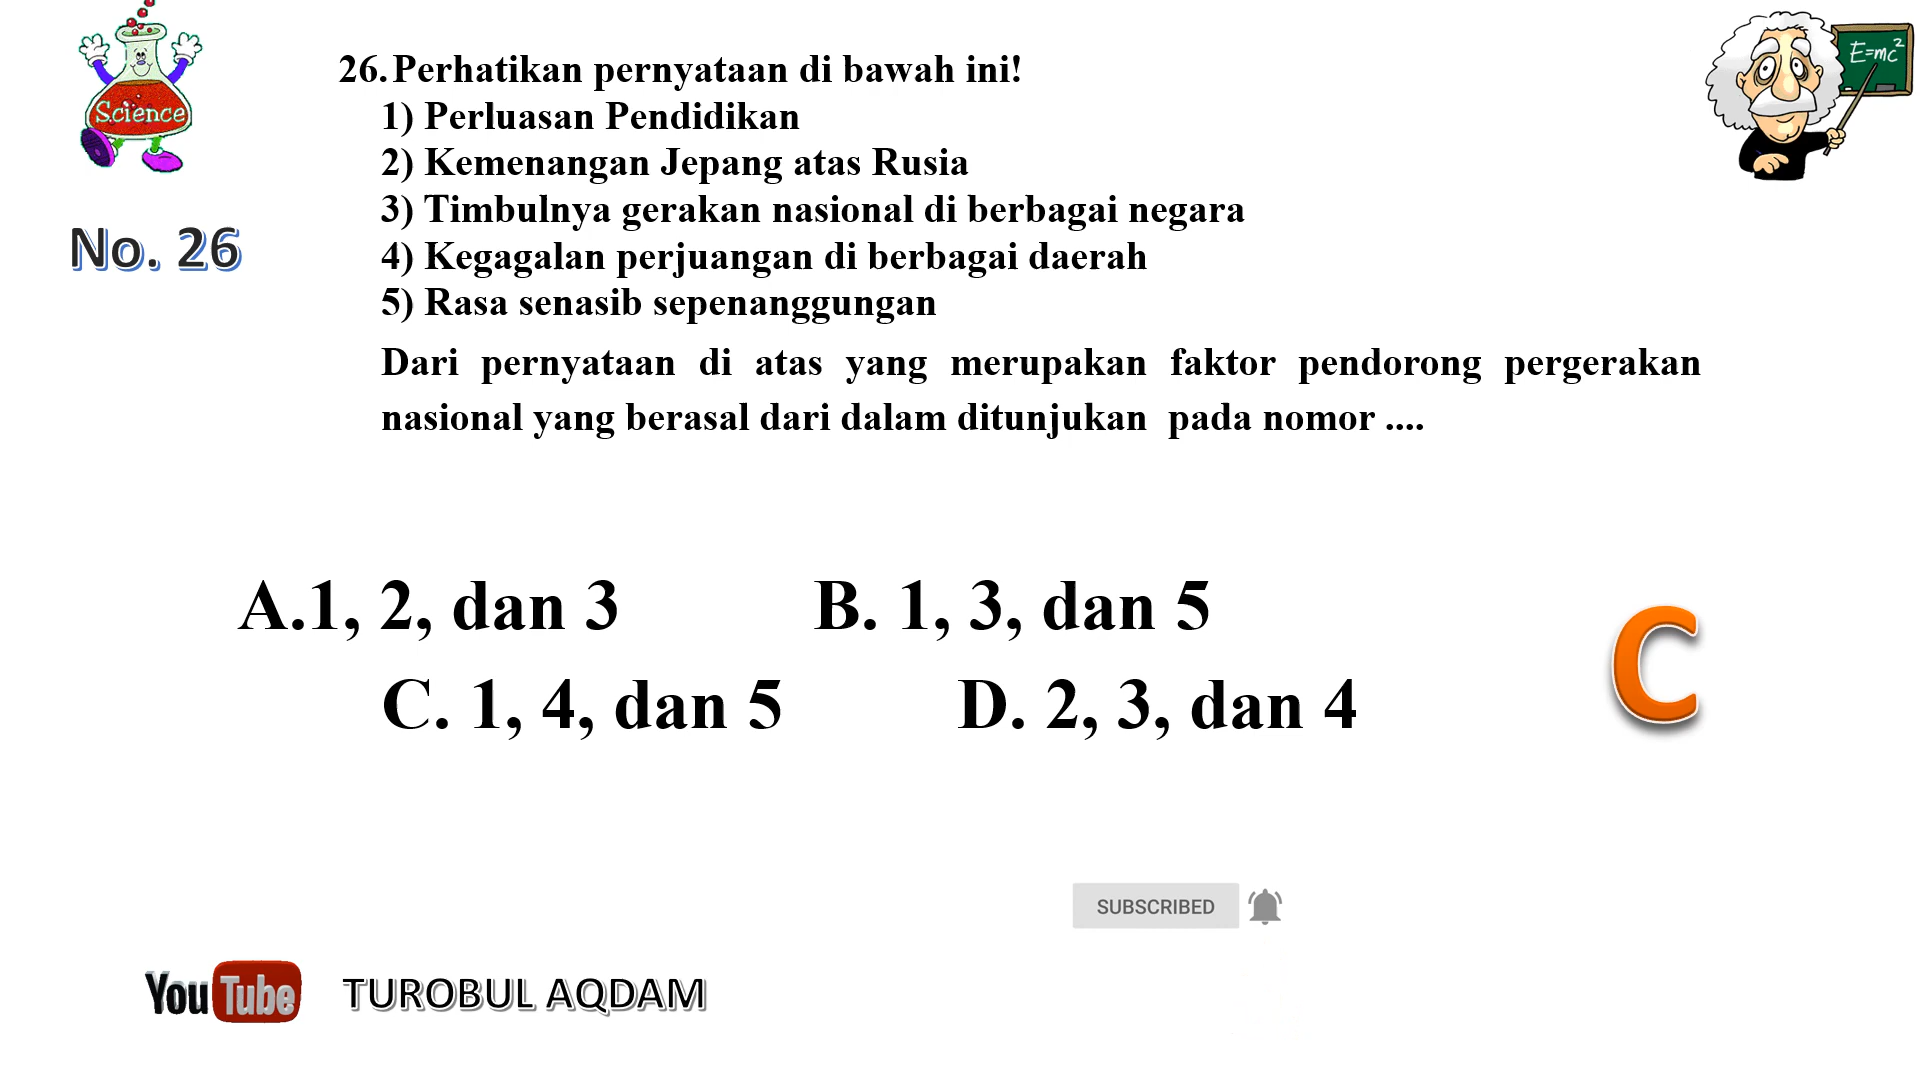 Science
E=mc²
No. 26
26. Perhatikan pernyataan di bawah ini!
1) Perluasan Pendidikan
2) Kemenangan Jepang atas Rusia
3) Timbulnya gerakan nasional di berbagai negara
4) Kegagalan perjuangan di berbagai daerah
5) Rasa senasib sepenanggungan
Dari pernyataan di atas yang merupakan faktor pendorong pergerakan
nasional yang berasal dari dalam ditunjukan pada nomor ....
A.1, 2, dan 3 B. 1, 3, dan 5
C. 1, 4, dan 5 D. 2, 3, dan 4
C
SUBSCRIBED
YouTube TUROBUL AQDAM